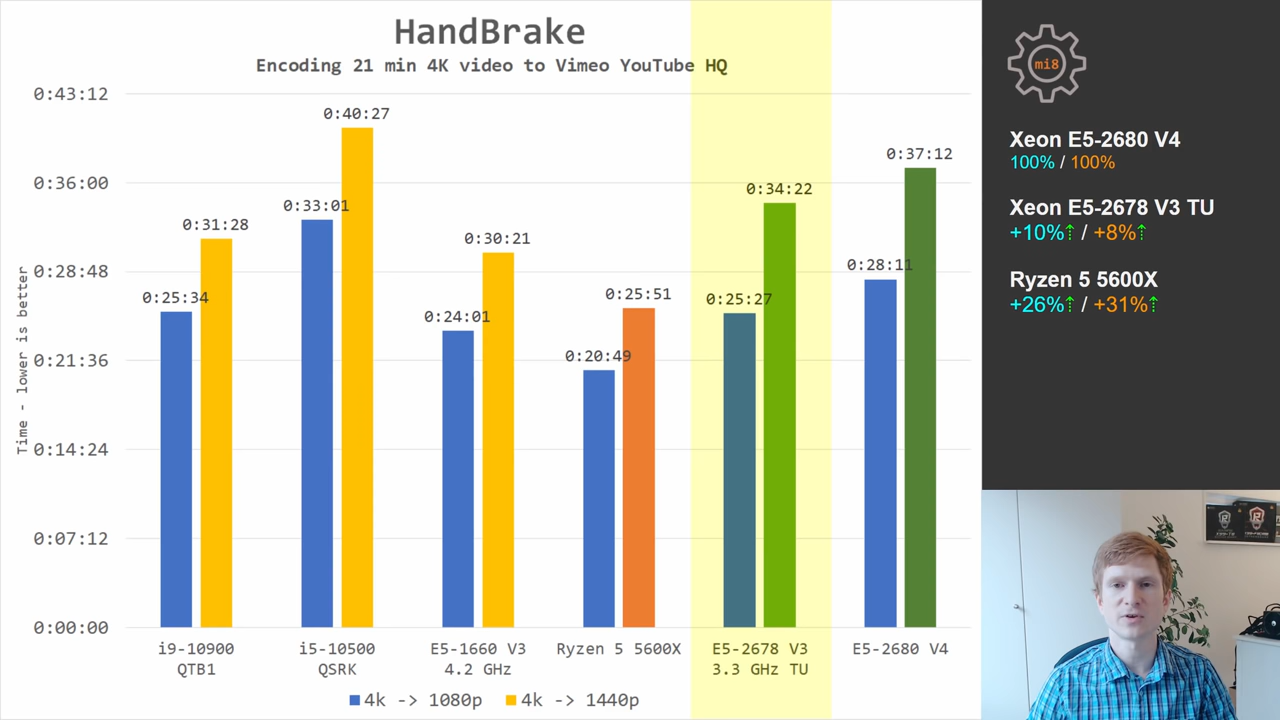 HandBrake
Encoding 21 min 4K video to Vimeo YouTube HQ
Time - lower is better
0:43:12
0:36:00
0:28:48
0:21:36
0:14:24
0:07:12
0:00:00
0:25:34
0:31:28
0:33:01
0:40:27
0:24:01
0:30:21
0:20:49
0:25:51
0:25:27
0:34:22
0:28:11
0:37:12
i9-10900
QTB1
i5-10500
QSRK
E5-1660 V3
4.2 GHz
Ryzen 5 5600X
E5-2678 V3
3.3 GHz TU
E5-2680 V4
4k -> 1080p
4k -> 1440p
mi8
Xeon E5-2680 V4
100% / 100%
Xeon E5-2678 V3 TU
+10%⇡ / +8%⇡
Ryzen 5 5600X
+26%⇡ / +31%⇡